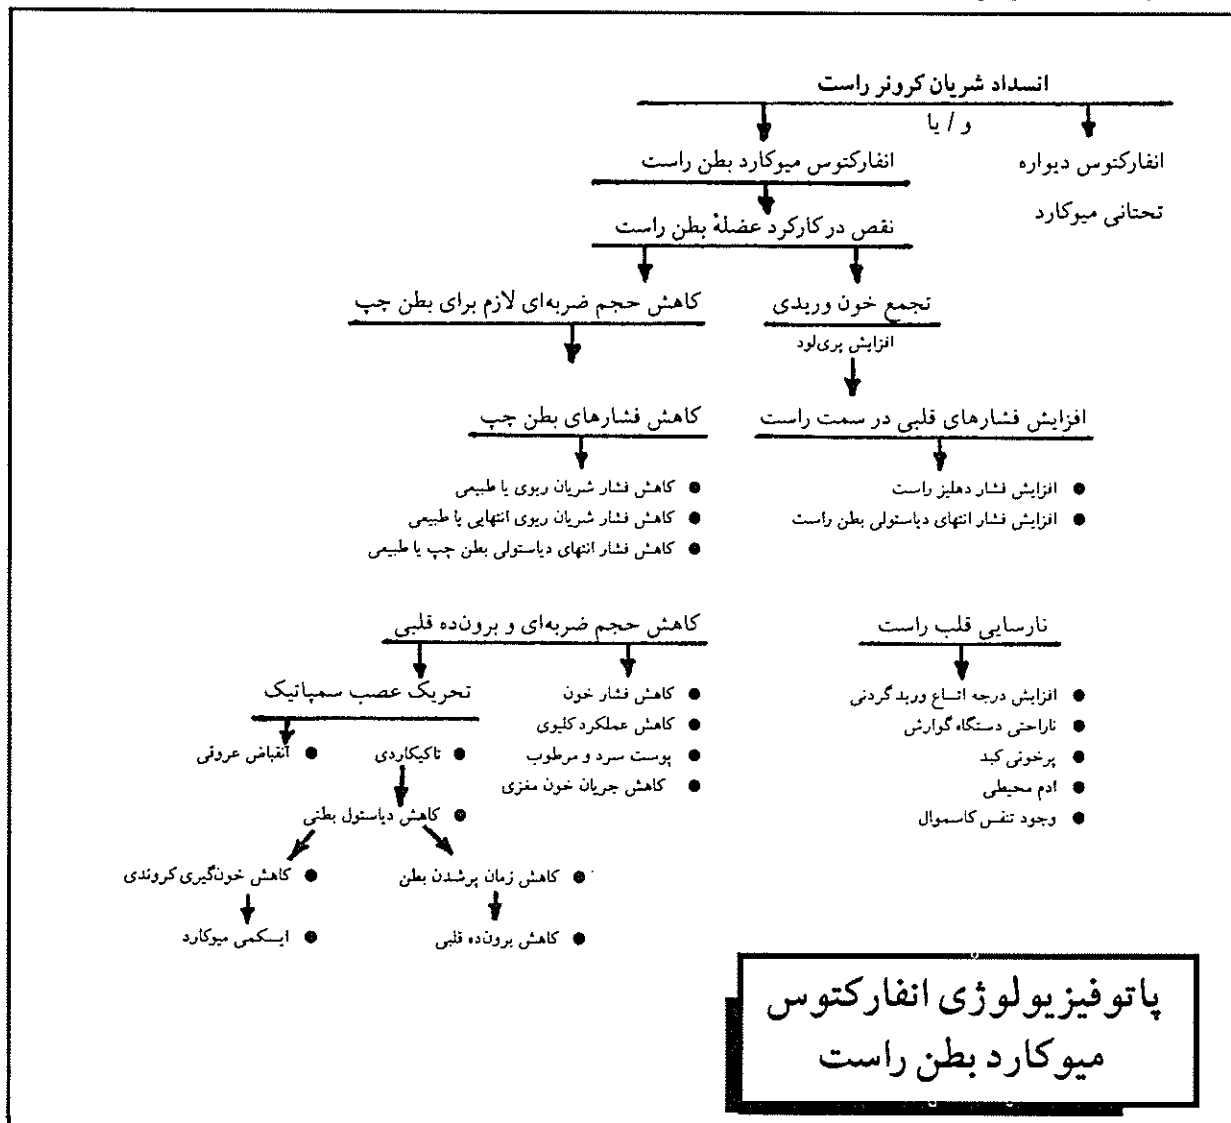 انسداد شریان کرونر راست
و / یا
انفارکتوس دیواره
تحتانی میوکارد
انفارکتوس میوکارد بطن راست
نقص در کارکرد عضلهٔ بطن راست
تجمع خون وریدی
افزایش پری‌لود
کاهش حجم ضربه‌ای لازم برای بطن چپ
افزایش فشارهای قلبی در سمت راست
● افزایش فشار دهلیز راست
● افزایش فشار انتهای دیاستولی بطن راست
کاهش فشارهای بطن چپ
● کاهش فشار شریان ریوی یا طبیعی
● کاهش فشار شریان ریوی انتهایی یا طبیعی
● کاهش فشار انتهای دیاستولی بطن چپ یا طبیعی
نارسایی قلب راست
● افزایش درجه اتساع ورید گردنی
● ناراحتی دستگاه گوارش
● پرخونی کبد
● ادم محیطی
● وجود تنفس کاسموال
کاهش حجم ضربه‌ای و برون‌ده قلبی
● کاهش فشار خون
● کاهش عملکرد کلیوی
● پوست سرد و مرطوب
● کاهش جریان خون مغزی
تحریک عصب سمپاتیک
● تاکیکاردی
● انقباض عروقی
● کاهش دیاستول بطنی
● کاهش زمان پرشدن بطن
● کاهش برون‌ده قلبی
● کاهش خون‌گیری کروندی
● ایسکمی میوکارد
پاتوفیزیولوژی انفارکتوس
میوکارد بطن راست